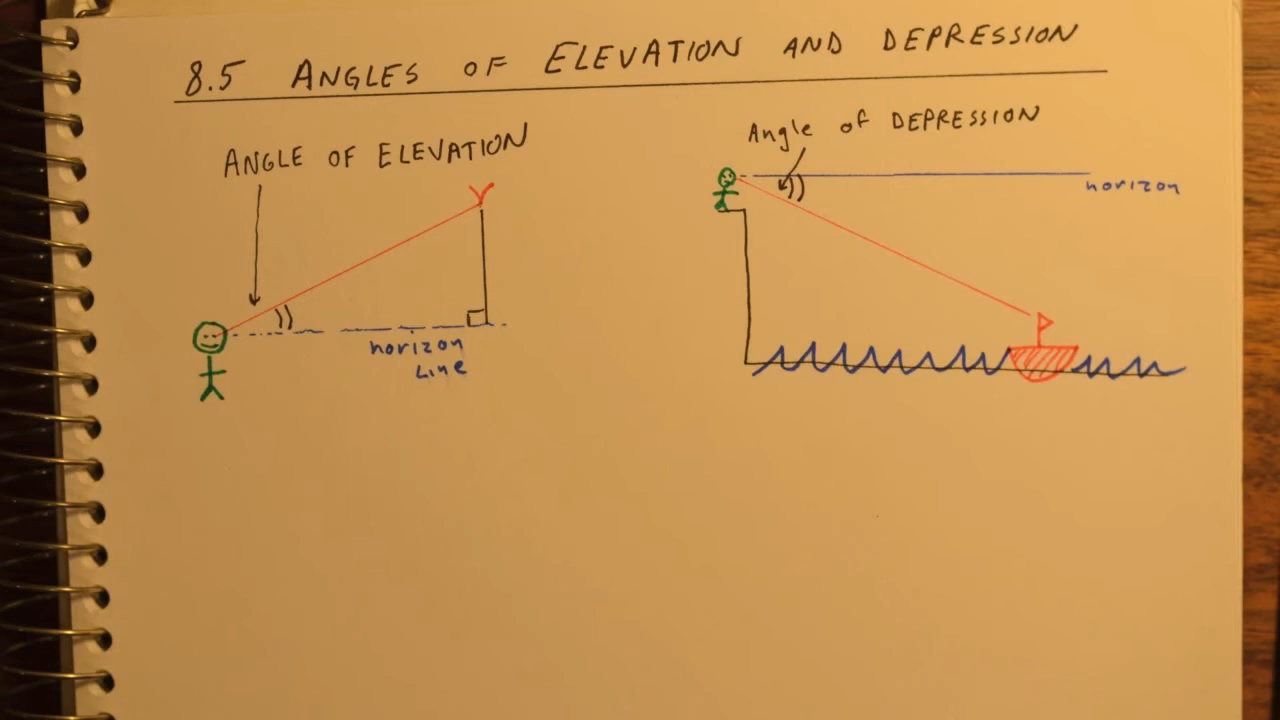 8.5 ANGLES OF ELEVATION AND DEPRESSION
ANGLE OF ELEVATION
horizon
LINE
Angle of DEPRESSION
horizon